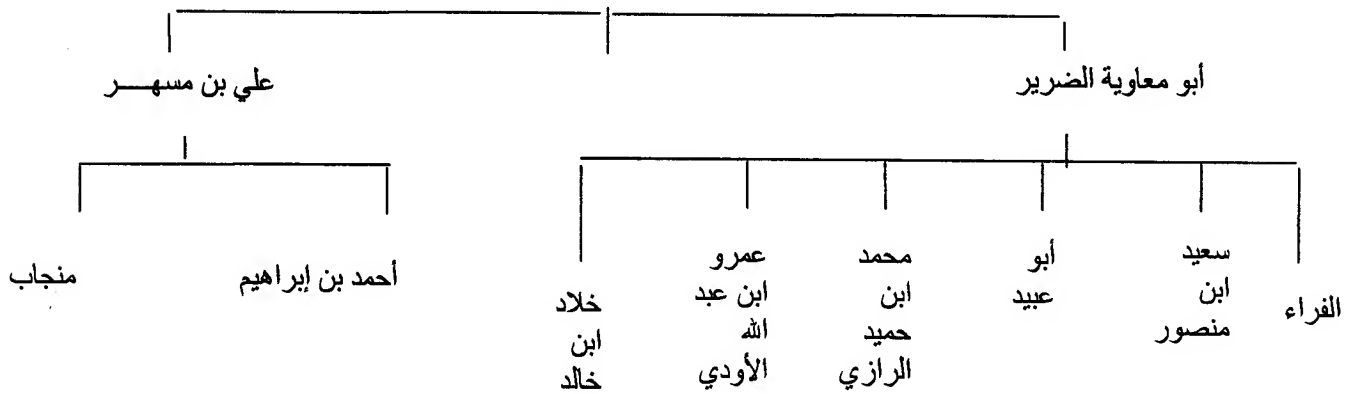 أبو معاوية الضرير
علي بن مسهــــر
الفراء
سعيد
ابن
منصور
أبو
عبيد
محمد
ابن
حميد
الرازي
عمرو
ابن عبد
الله
الأودي
خلاد
ابن
خالد
أحمد بن إبراهيم
منجاب